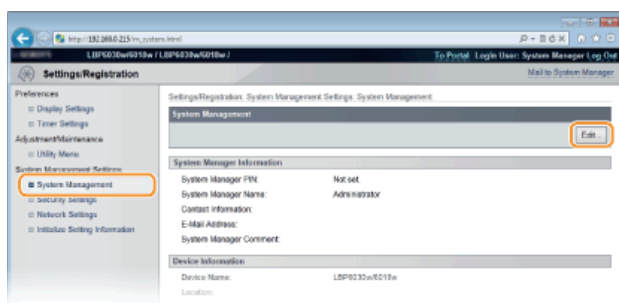 http://192.168.0.215/m_system.html
LBP6030w/6018w / LBP6030w/6018w /
To Portal Login User: System Manager Log Out
Settings/Registration
Mail to System Manager
Preferences
Display Settings
Timer Settings
Adjustment/Maintenance
Utility Menu
System Management Settings
System Management
Security Settings
Network Settings
Initialize Setting Information
Settings/Registration: System Management Settings: System Management
System Management
Edit...
System Manager Information
System Manager PIN: Not set.
System Manager Name: Administrator
Contact Information:
E-Mail Address:
System Manager Comment:
Device Information
Device Name: LBP6030w/6018w
Location: